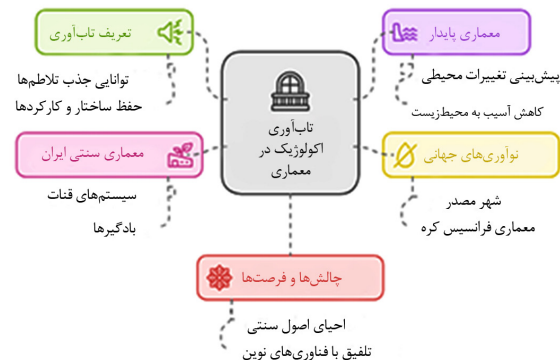 تاب‌آوری
اکولوژیک در
معماری
معماری پایدار
پیش‌بینی تغییرات محیطی
کاهش آسیب به محیط‌زیست
نوآوری‌های جهانی
شهر مصدر
معماری فرانسیس کره
تعریف تاب‌آوری
توانایی جذب تلاطم‌ها
حفظ ساختار و کارکردها
معماری سنتی ایران
سیستم‌های قنات
بادگیرها
چالش‌ها و فرصت‌ها
احیای اصول سنتی
تلفیق با فناوری‌های نوین